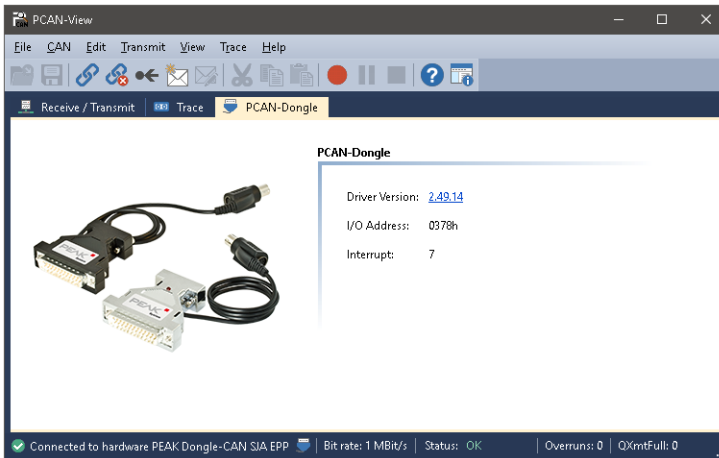 PCAN-View
File CAN Edit Transmit View Trace Help
Receive / Transmit Trace PCAN-Dongle
PCAN-Dongle
Driver Version: 2.49.14
I/O Address: 0378h
Interrupt: 7
PEAK
PEAK
Connected to hardware PEAK Dongle-CAN SJA EPP Bit rate: 1 MBit/s Status: OK Overruns: 0 QXmtFull: 0